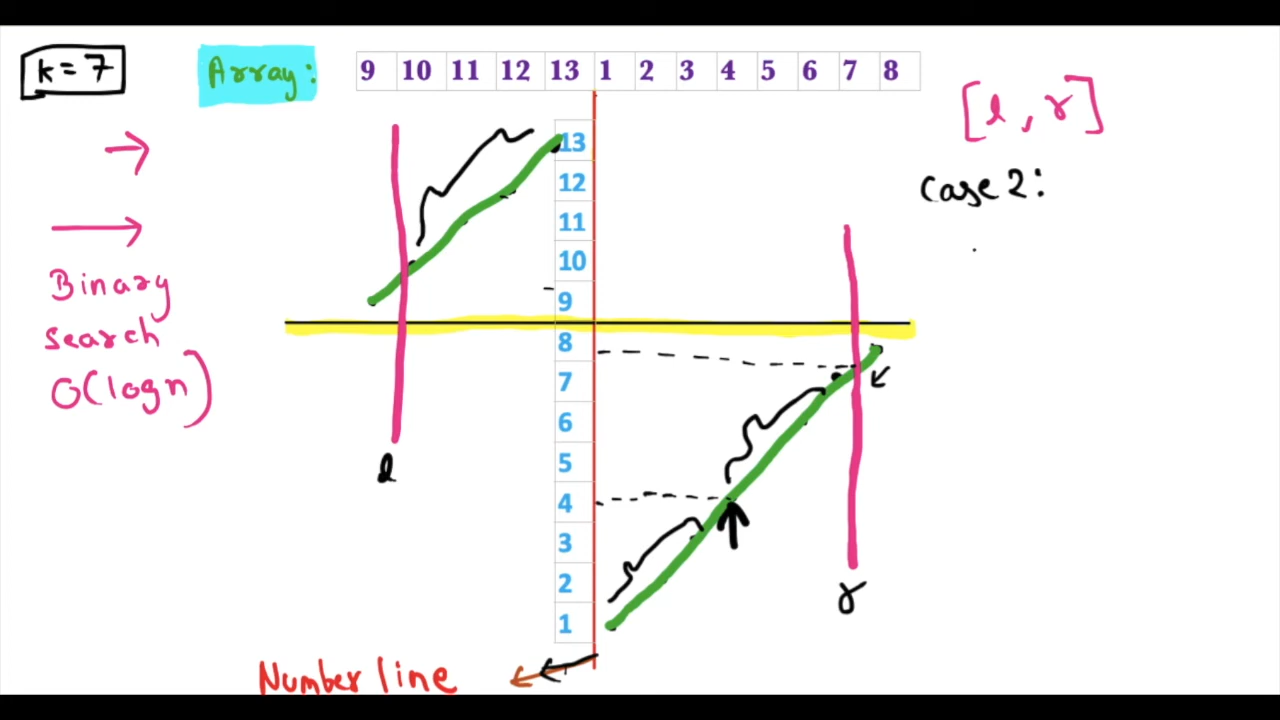 k = 7
Array:
9 10 11 12 13 1 2 3 4 5 6 7 8
[l, r]
Case 2:
13
12
11
10
9
8
7
6
5
4
3
2
1
Binary
search
O(logn)
l
r
Number line